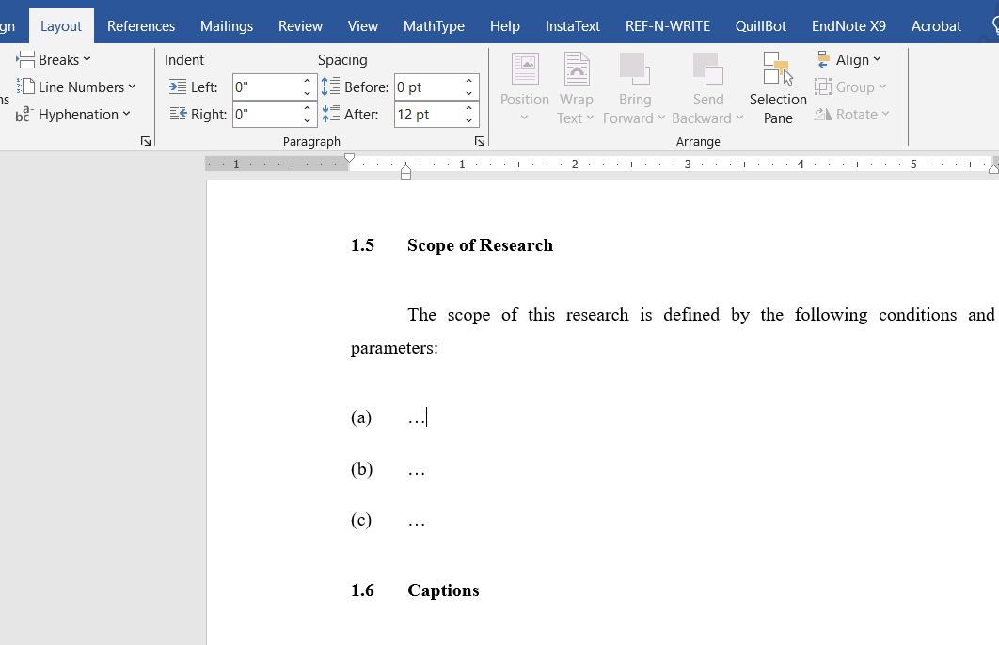 gn Layout References Mailings Review View MathType Help InstaText REF-N-WRITE QuillBot EndNote X9 Acrobat
Breaks Indent Spacing Align
ns Line Numbers Left: 0" Before: 0 pt Position Wrap Bring Send Selection Group
bc a- Hyphenation Right: 0" After: 12 pt Text Forward Backward Pane Rotate
Paragraph Arrange
1 1 2 3 4 5
1.5 Scope of Research
The scope of this research is defined by the following conditions and
parameters:
(a) …
(b) …
(c) …
1.6 Captions